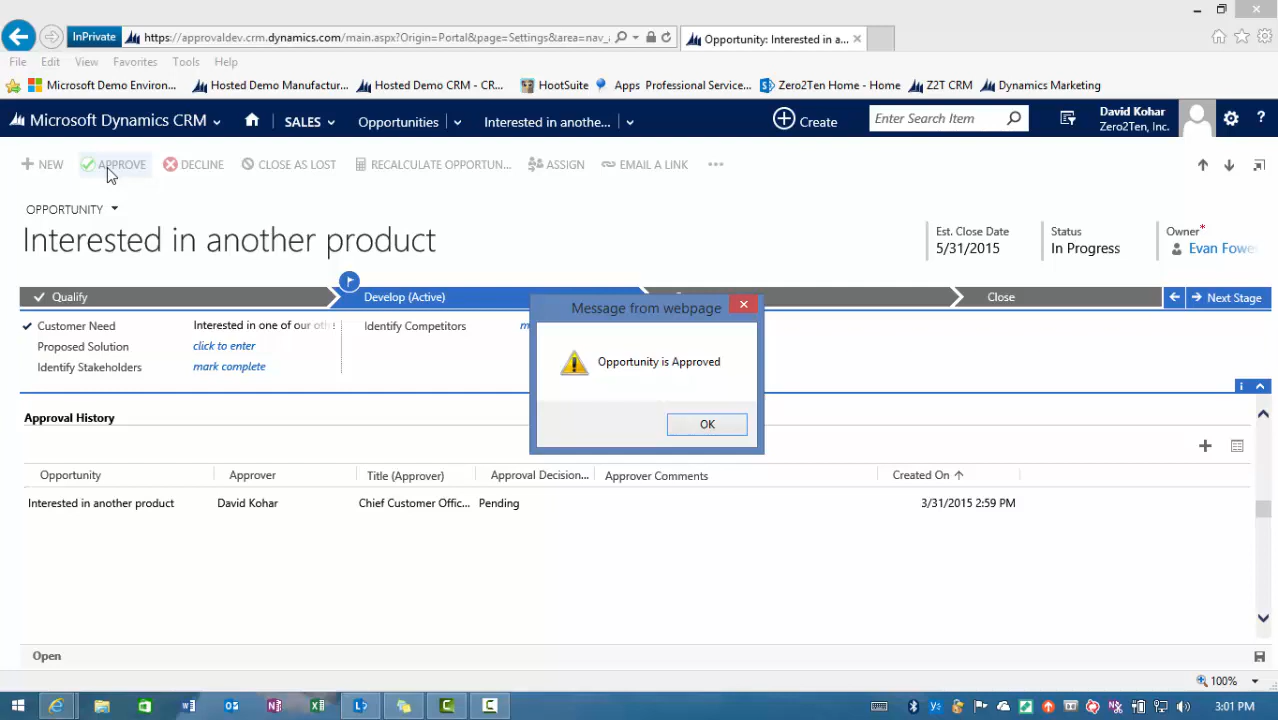 InPrivate
https://approvaldev.crm.dynamics.com/main.aspx?Origin=Portal&page=Settings&area=nav_
Opportunity: Interested in a...
File Edit View Favorites Tools Help
Microsoft Demo Environ... Hosted Demo Manufactur... Hosted Demo CRM - CR... HootSuite Apps Professional Service... Zero2Ten Home - Home Z2T CRM Dynamics Marketing
Microsoft Dynamics CRM SALES Opportunities Interested in anothe... Create Enter Search Item David Kohar
Zero2Ten, Inc.
NEW APPROVE DECLINE CLOSE AS LOST RECALCULATE OPPORTUN... ASSIGN EMAIL A LINK
OPPORTUNITY
Interested in another product
Est. Close Date Status Owner*
5/31/2015 In Progress Evan Fowe
Qualify Develop (Active) Close Next Stage
Customer Need Interested in one of our oth Identify Competitors
Proposed Solution click to enter
Identify Stakeholders mark complete
Message from webpage
Opportunity is Approved
OK
Approval History
Opportunity Approver Title (Approver) Approval Decision... Approver Comments Created On
Interested in another product David Kohar Chief Customer Offic... Pending 3/31/2015 2:59 PM
Open
100%
3:01 PM